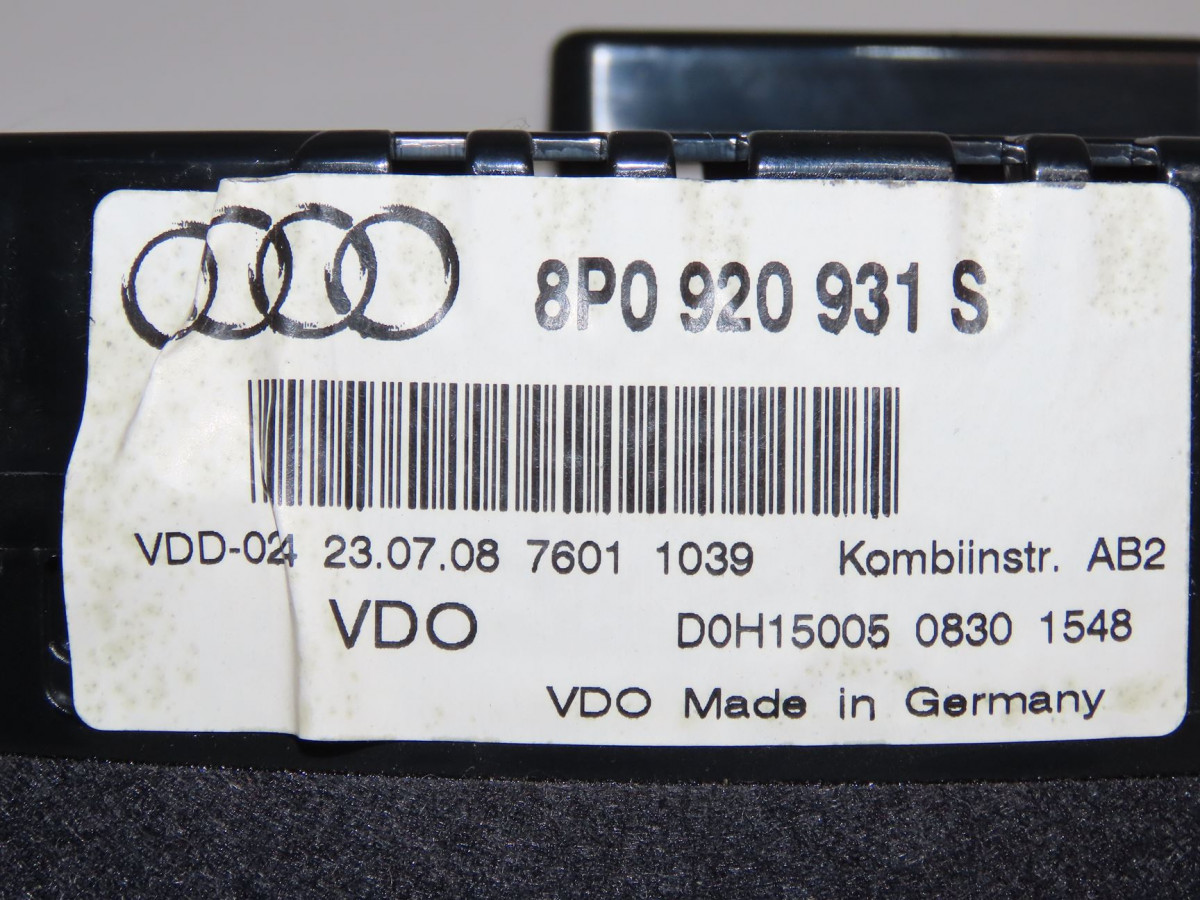 8P0 920 931 S
VDD-024 23.07.08 7601 1039 Kombiinstr. AB2
VDO D0H15005 0830 1548
VDO Made in Germany